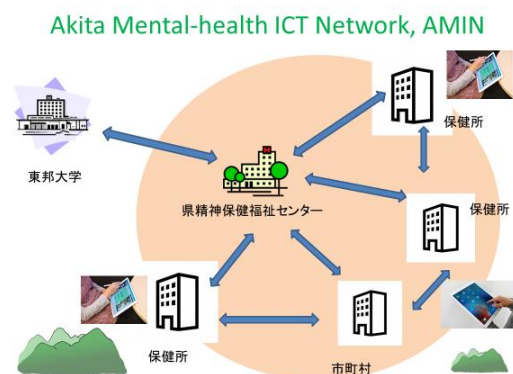 Akita Mental-health ICT Network, AMIN
保健所
東邦大学
県精神保健福祉センター
保健所
保健所
市町村